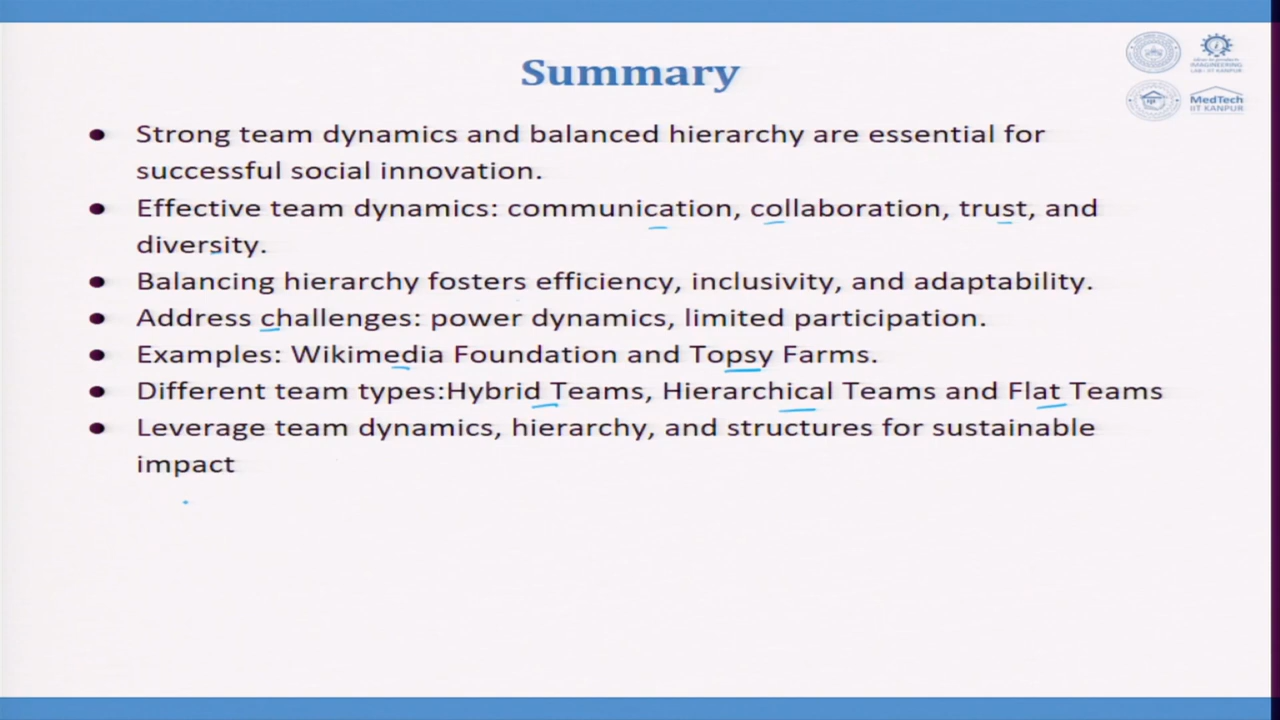 Summary
MedTech
IIT KANPUR
● Strong team dynamics and balanced hierarchy are essential for
successful social innovation.
● Effective team dynamics: communication, collaboration, trust, and
diversity.
● Balancing hierarchy fosters efficiency, inclusivity, and adaptability.
● Address challenges: power dynamics, limited participation.
● Examples: Wikimedia Foundation and Topsy Farms.
● Different team types:Hybrid Teams, Hierarchical Teams and Flat Teams
● Leverage team dynamics, hierarchy, and structures for sustainable
impact